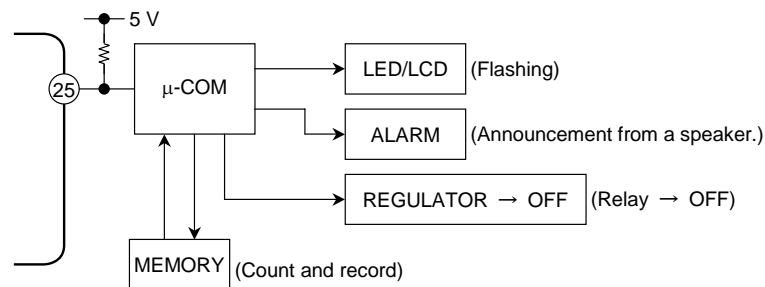 5 V
25
μ-COM
LED/LCD (Flashing)
ALARM (Announcement from a speaker.)
REGULATOR → OFF (Relay → OFF)
MEMORY (Count and record)